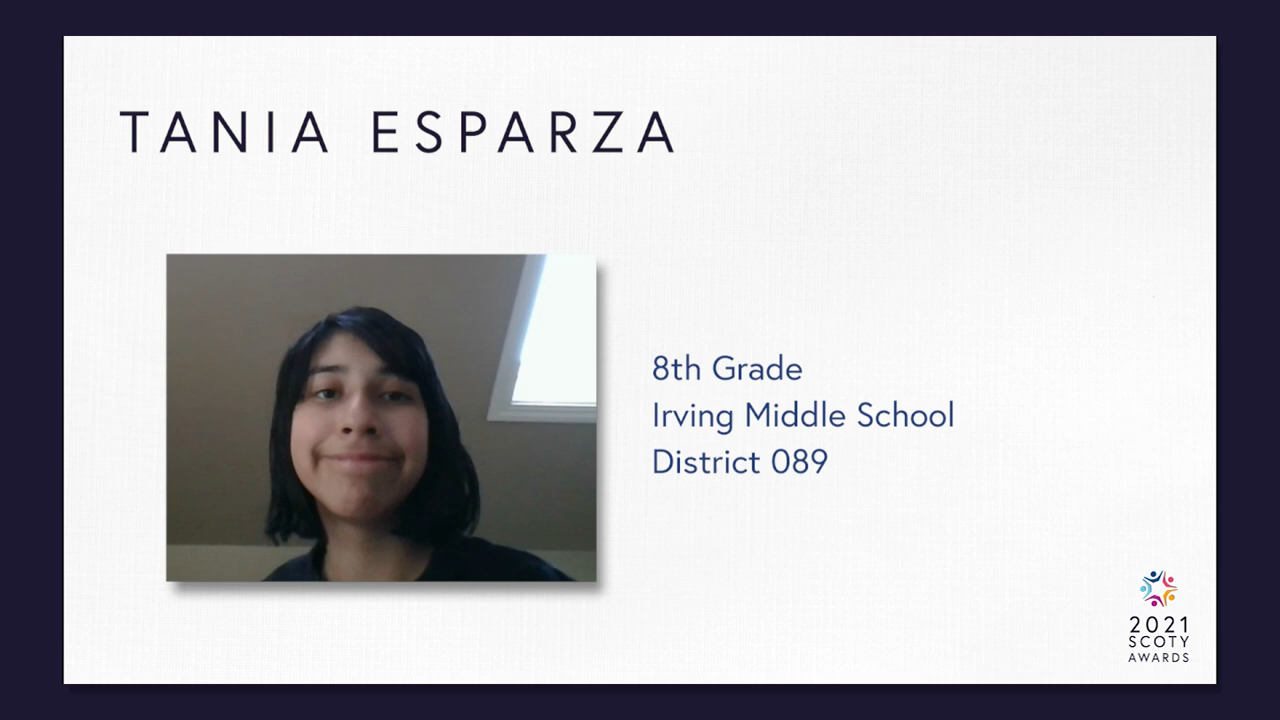 TANIA ESPARZA
8th Grade
Irving Middle School
District 089
2021
SCOTY
AWARDS